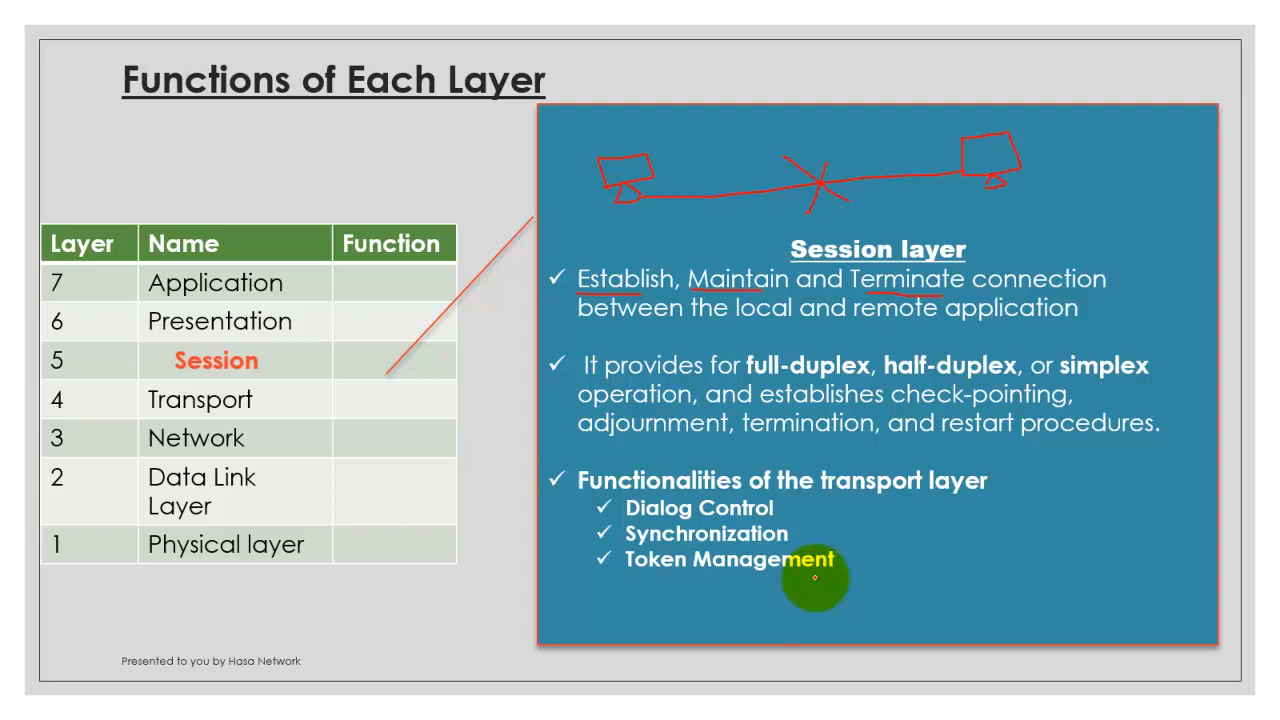 Functions of Each Layer
Layer Name Function
7 Application
6 Presentation
5 Session
4 Transport
3 Network
2 Data Link
Layer
1 Physical layer
Session layer
✓ Establish, Maintain and Terminate connection
between the local and remote application
✓ It provides for full-duplex, half-duplex, or simplex
operation, and establishes check-pointing,
adjournment, termination, and restart procedures.
✓ Functionalities of the transport layer
✓ Dialog Control
✓ Synchronization
✓ Token Management
Presented to you by Hasa Network